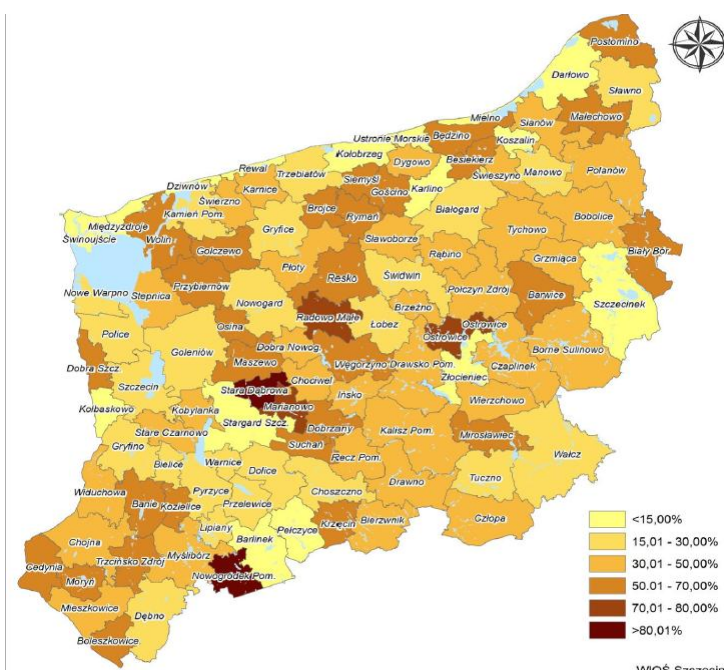 Postomino
Darłowo
Sławno
Mielno
Sianów
Małechowo
Ustronie Morskie
Będzino
Koszalin
Kołobrzeg
Dygowo
Besiekierz
Polanów
Rewal
Trzebiatów
Siemyśl
Karlino
Świeszyno
Manowo
Dziwnów
Karnice
Gościno
Świerzno
Brojce
Rymań
Białogard
Bobolice
Międzyzdroje
Kamień Pom.
Gryfice
Tychowo
Świnoujście
Wolin
Golczewo
Sławoborze
Rąbino
Biały Bór
Płoty
Resko
Grzmiąca
Nowe Warpno
Stepnica
Przybiernów
Świdwin
Połczyn Zdrój
Barwice
Szczecinek
Nowogard
Radowo Małe
Brzeżno
Police
Osina
Łobez
Ostrowice
Ostrowice
Goleniów
Dobra Nowog.
Borne Sulinowo
Dobra Szcz.
Maszewo
Węgorzyno
Drawsko Pom.
Czaplinek
Szczecin
Chociwel
Złocieniec
Stara Dąbrowa
Ińsko
Wierzchowo
Kołbaskowo
Kobylanka
Marianowo
Stargard Szcz.
Dobrzany
Kalisz Pom.
Mirosławiec
Stare Czarnowo
Suchań
Gryfino
Recz Pom.
Wałcz
Bielice
Warnice
Dolice
Drawno
Tuczno
Widuchowa
Pyrzyce
Choszczno
Banie
Kozielice
Przelewice
Krzęcin
Bierzwnik
Człopa
Lipiany
Pełczyce
Chojna
Barlinek
Trzcińsko Zdrój
Myślibórz
Cedynia
Moryń
Nowogródek Pom.
Mieszkowice
Dębno
Boleszkowice
<15,00%
15,01 - 30,00%
30,01 - 50,00%
50.01 - 70,00%
70,01 - 80,00%
>80,01%